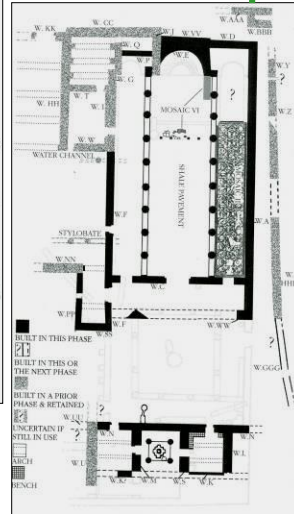 W. KK
W. CC
W.J
W.VV
W.D
W.AAA
W.BBB
W. Q
W.P
W.E
W.Y
?
W. G
MOSAIC VI
?
W. T
W. I
W.Z
W. HH
W. W
WATER CHANNEL
SHALE PAVEMENT
W.F
W.A
STYLOBATE
W.NN
W.C
W.PP
W.F
W.WW
W.SS
?
W.GGG
BUILT IN THIS PHASE
BUILT IN THIS OR
THE NEXT PHASE
BUILT IN A PRIOR
PHASE & RETAINED
?
UNCERTAIN IF
STILL IN USE
W.UU
?
W.N
W.N
W.L
ARCH
W.U
BENCH
W.M
W.S
W.K